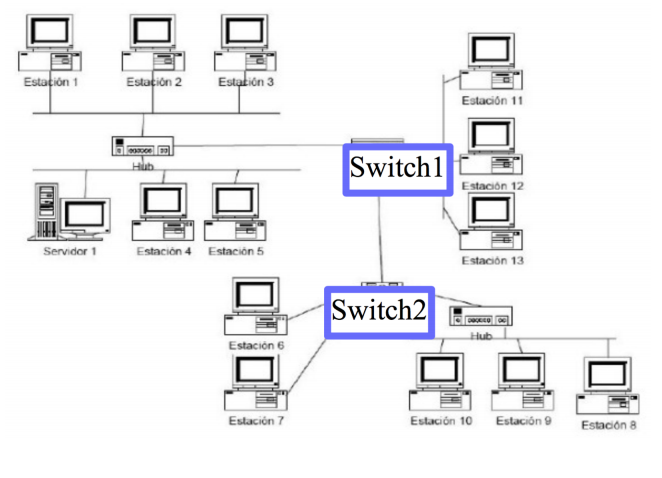 Estación 1
Estación 2
Estación 3
Estación 11
Hub
Switch1
Estación 12
Servidor 1
Estación 4
Estación 5
Estación 13
Switch2
Hub
Estación 6
Estación 7
Estación 10
Estación 9
Estación 8